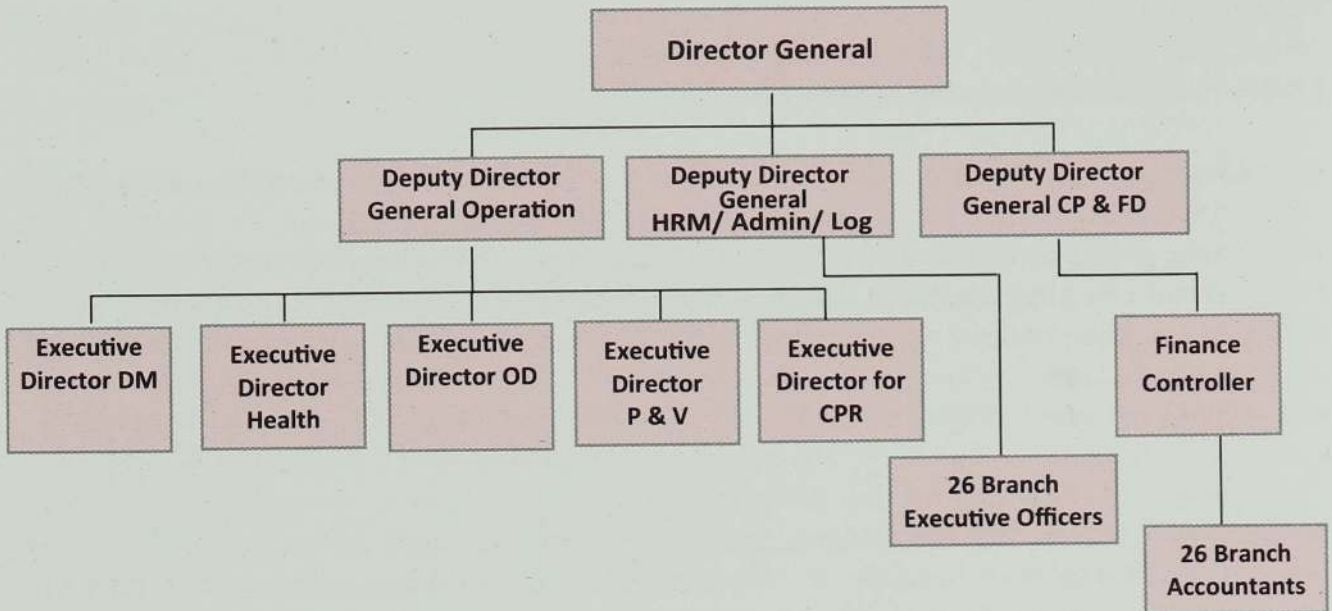 Director General
Deputy Director
General Operation
Deputy Director
General
HRM/ Admin/ Log
Deputy Director
General CP & FD
Executive
Director DM
Executive
Director
Health
Executive
Director OD
Executive
Director
P & V
Executive
Director for
CPR
Finance
Controller
26 Branch
Executive Officers
26 Branch
Accountants